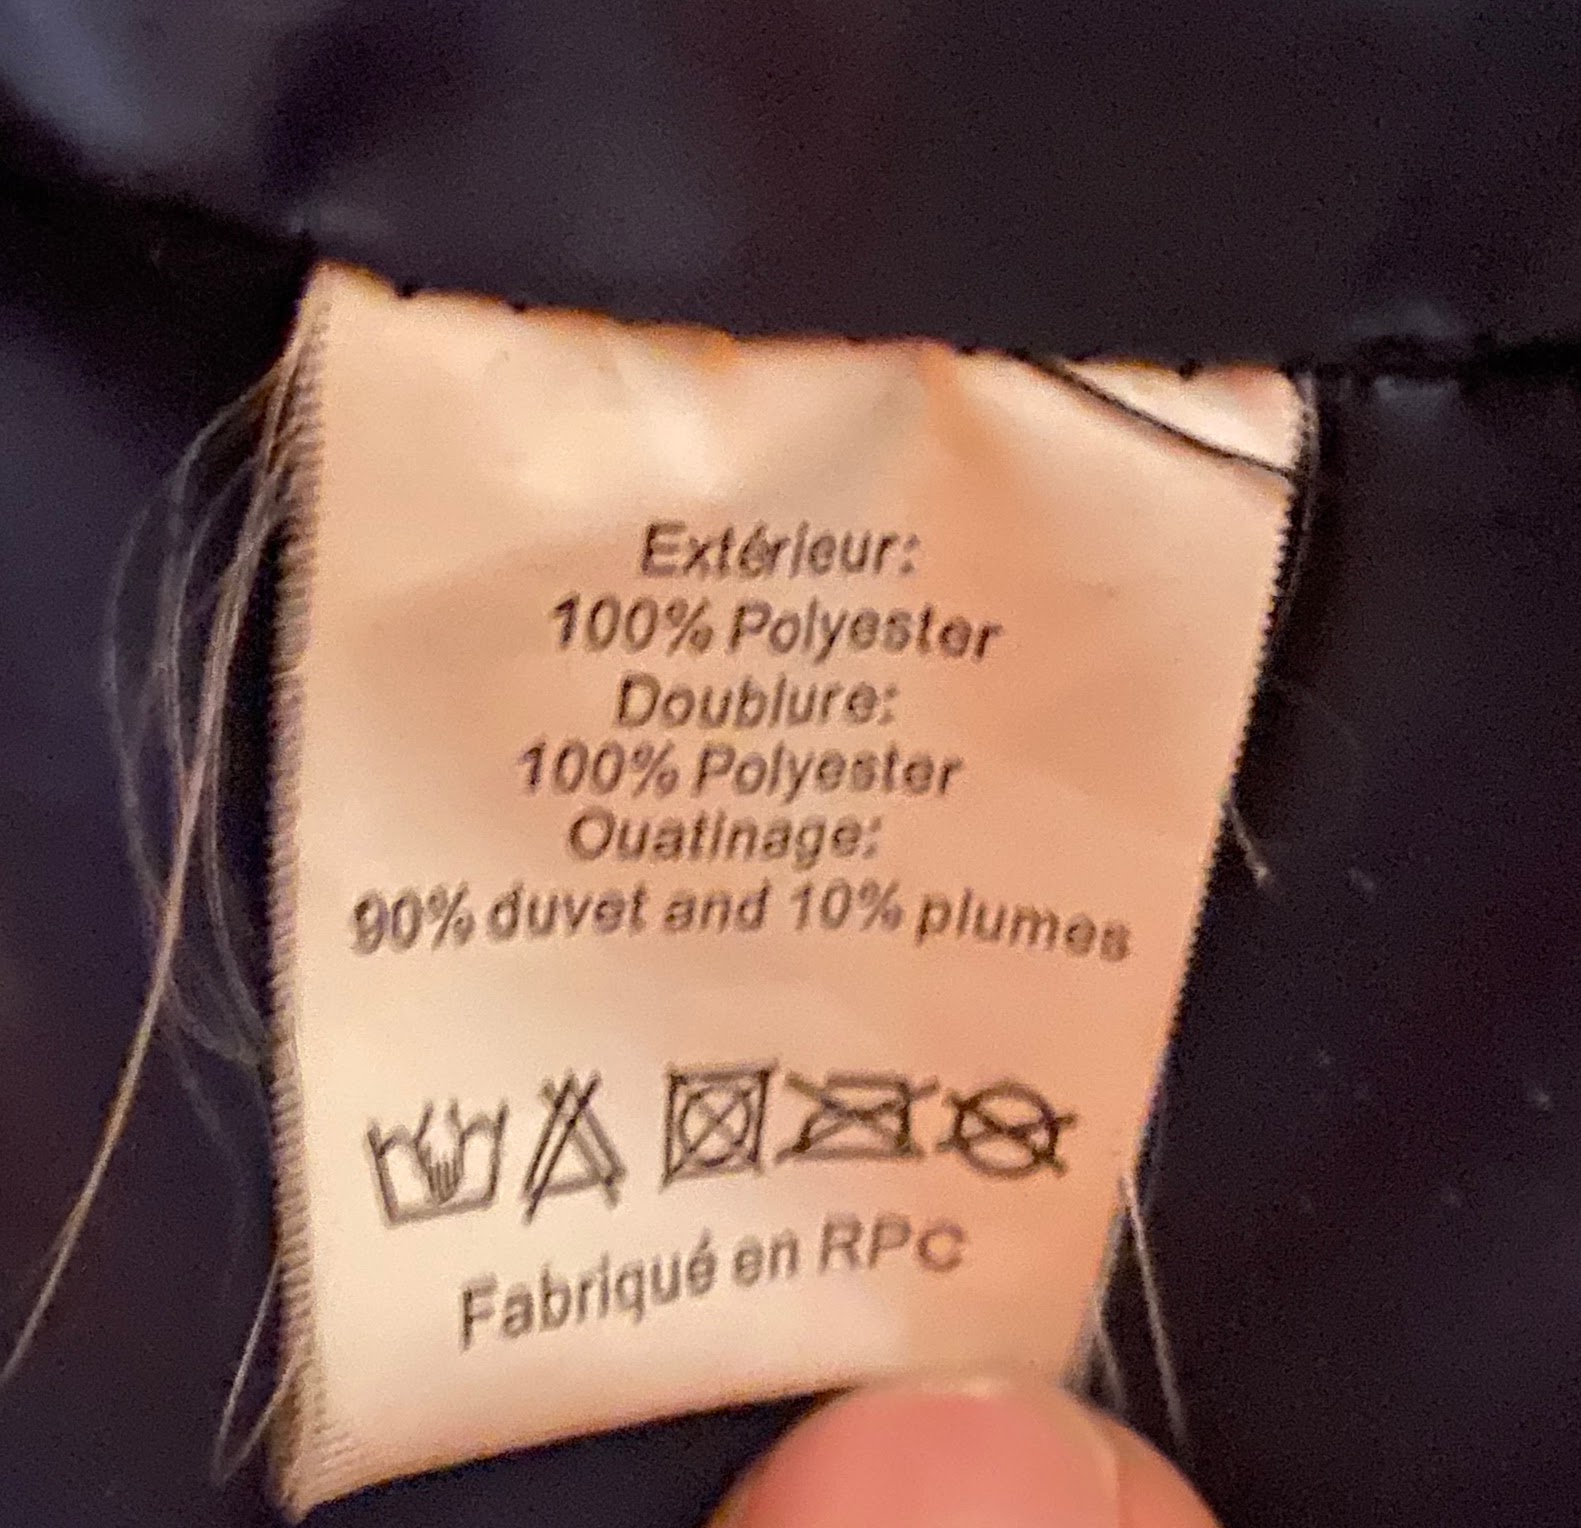 Extérieur:
100% Polyester
Doublure:
100% Polyester
Ouatinage:
90% duvet and 10% plumes
Fabriqué en RPC